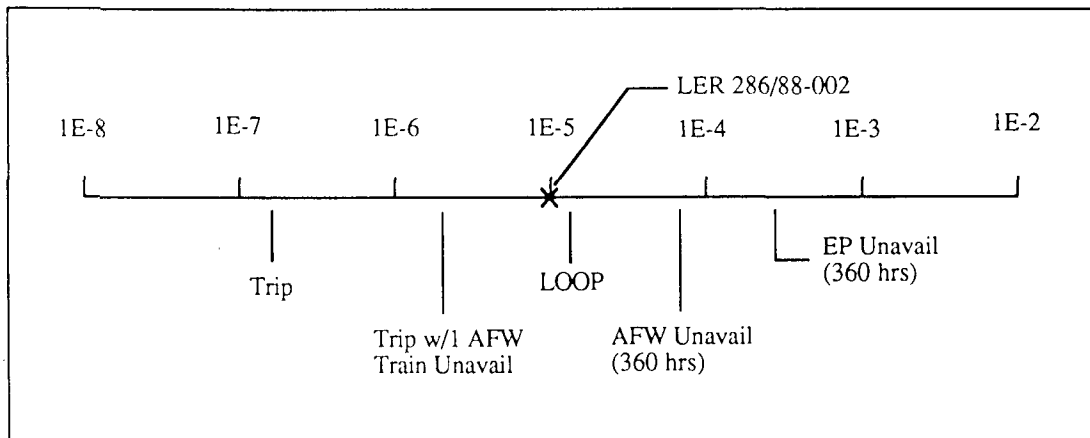 LER 286/88-002
1E-8 1E-7 1E-6 1E-5 1E-4 1E-3 1E-2
Trip
LOOP
EP Unavail
(360 hrs)
Trip w/1 AFW
Train Unavail
AFW Unavail
(360 hrs)